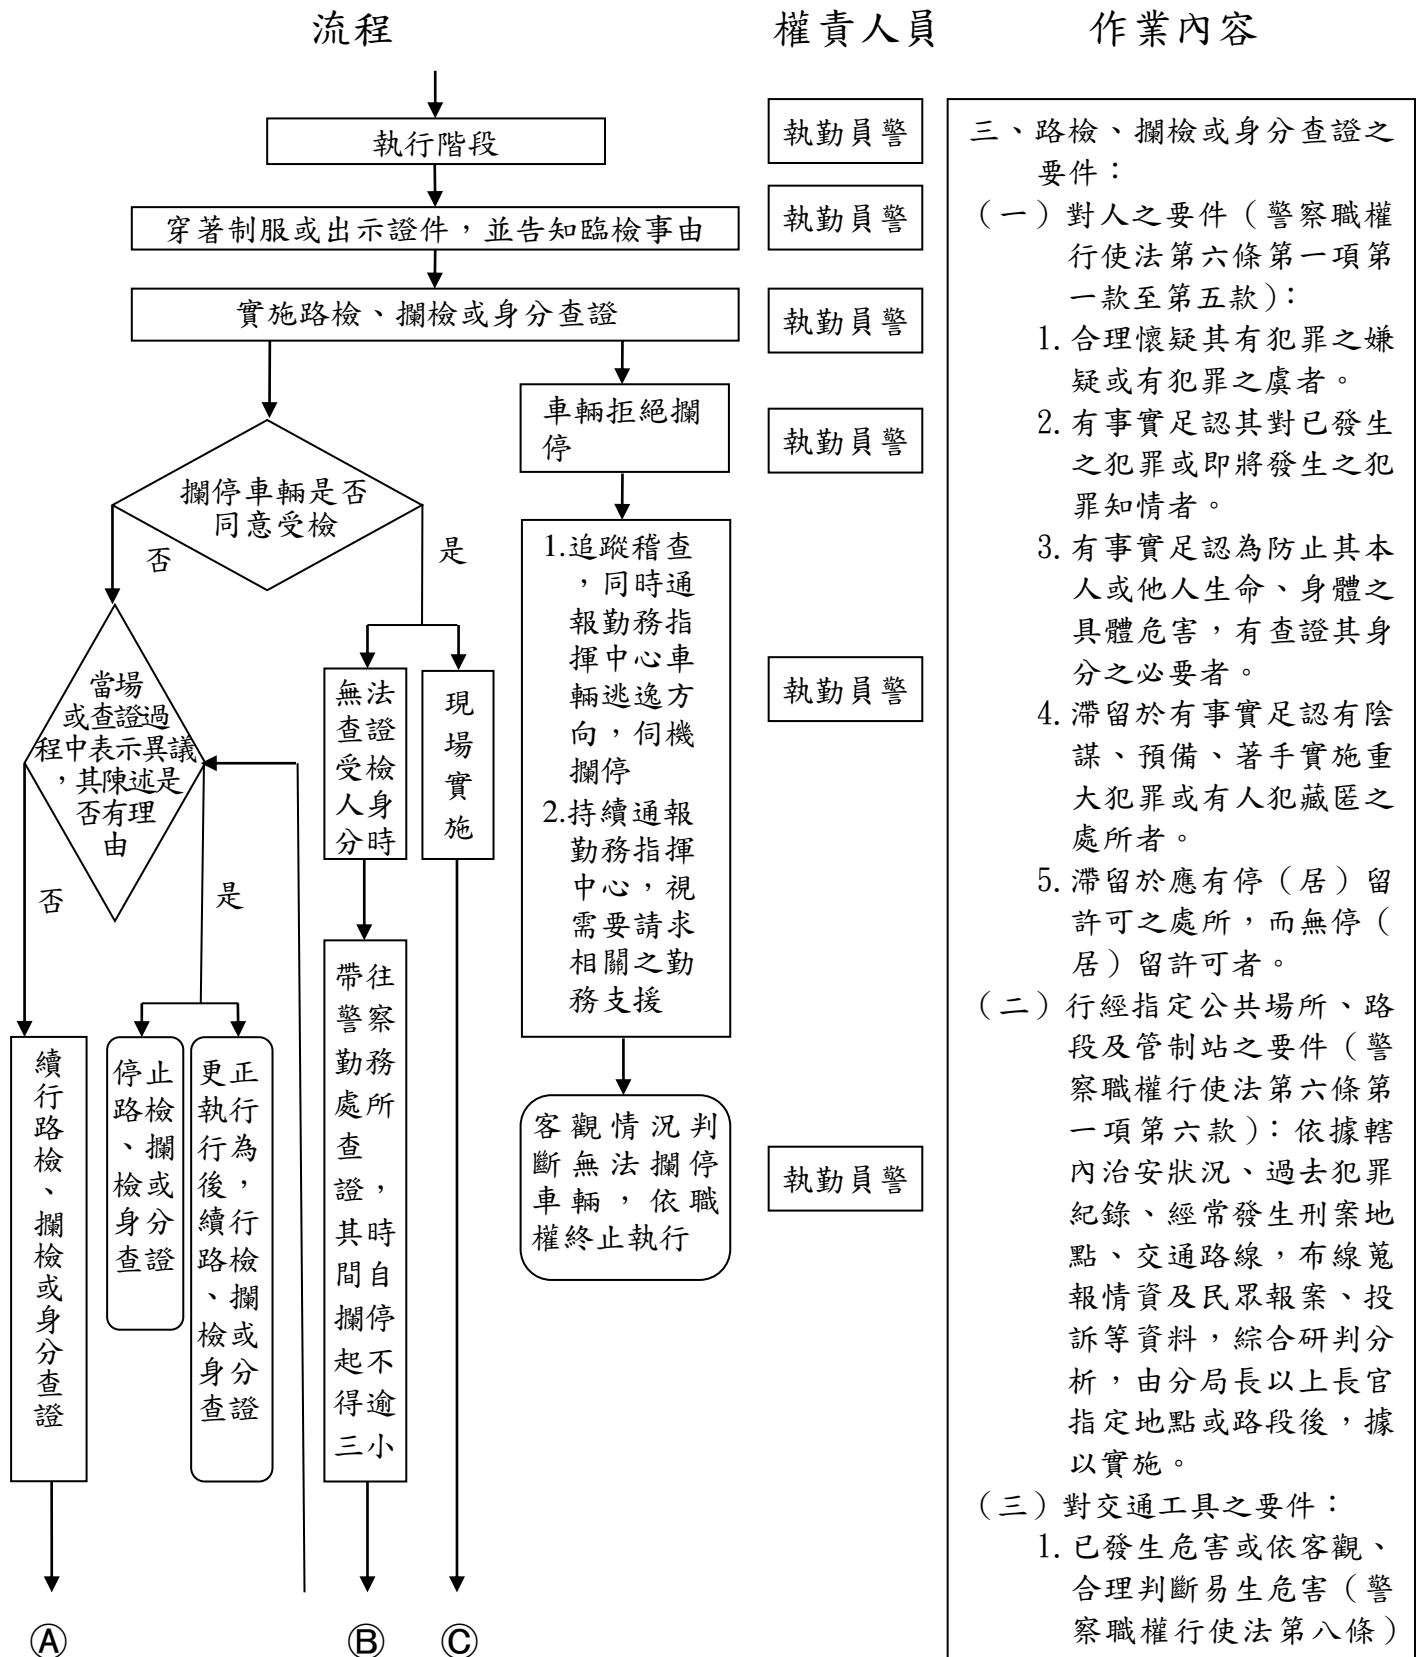 流程
權責人員
作業內容
執行階段
穿著制服或出示證件，並告知臨檢事由
實施路檢、攔檢或身分查證
車輛拒絕攔
停
攔停車輛是否
同意受檢
否
是
1.追蹤稽查
，同時通
報勤務指
揮中心車
輛逃逸方
向，伺機
攔停
2.持續通報
勤務指揮
中心，視
需要請求
相關之勤
務支援
當場
或查證過
程中表示異議
，其陳述是
否有理
由
否
是
無法
查證
受檢
人身
分時
現
場
實
施
帶往
警察
勤務
處所
查
證，
其時
間自
攔停
起不
得逾
三小
續
行
路
檢
、
攔
檢
或
身
分
查
證
停止
路檢
、攔
檢或
身分
查證
更正
執行
行為
後，
續行
路檢
、攔
檢或
身分
查證
客觀情況判
斷無法攔停
車輛，依職
權終止執行
Ⓐ
Ⓑ
Ⓒ
執勤員警
執勤員警
執勤員警
執勤員警
執勤員警
執勤員警
三、路檢、攔檢或身分查證之
要件：
（一）對人之要件（警察職權
行使法第六條第一項第
一款至第五款）：
1.合理懷疑其有犯罪之嫌
疑或有犯罪之虞者。
2.有事實足認其對已發生
之犯罪或即將發生之犯
罪知情者。
3.有事實足認為防止其本
人或他人生命、身體之
具體危害，有查證其身
分之必要者。
4.滯留於有事實足認有陰
謀、預備、著手實施重
大犯罪或有人犯藏匿之
處所者。
5.滯留於應有停（居）留
許可之處所，而無停（
居）留許可者。
（二）行經指定公共場所、路
段及管制站之要件（警
察職權行使法第六條第
一項第六款）：依據轄
內治安狀況、過去犯罪
紀錄、經常發生刑案地
點、交通路線，布線蒐
報情資及民眾報案、投
訴等資料，綜合研判分
析，由分局長以上長官
指定地點或路段後，據
以實施。
（三）對交通工具之要件：
1.已發生危害或依客觀、
合理判斷易生危害（警
察職權行使法第八條）